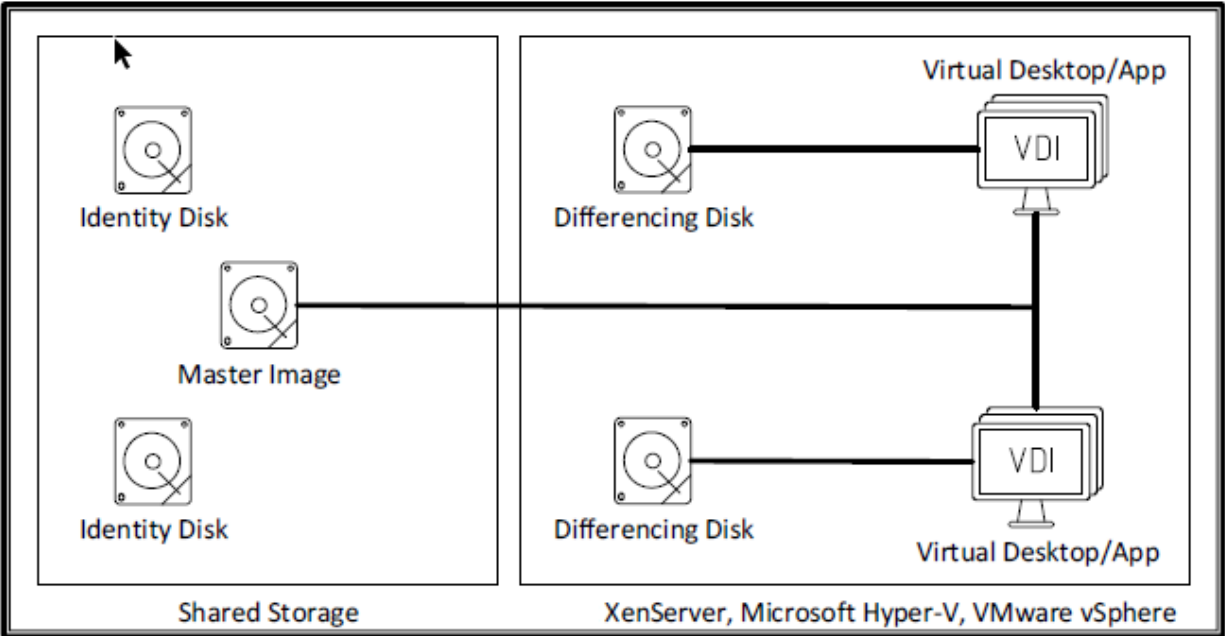 Virtual Desktop/App
VDI
Identity Disk
Differencing Disk
Master Image
VDI
Identity Disk
Differencing Disk
Virtual Desktop/App
Shared Storage
XenServer, Microsoft Hyper-V, VMware vSphere